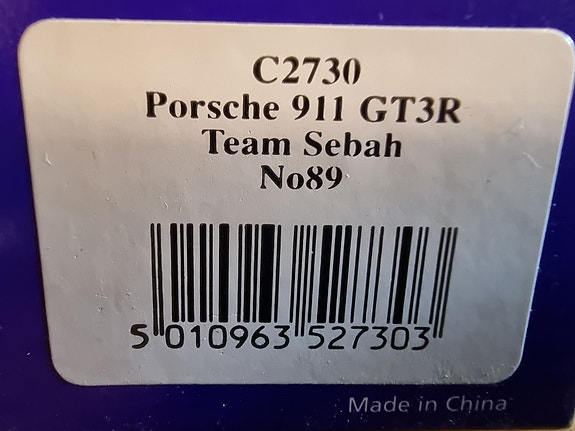 C2730
Porsche 911 GT3R
Team Sebah
No89
5 010963 527303
Made in China